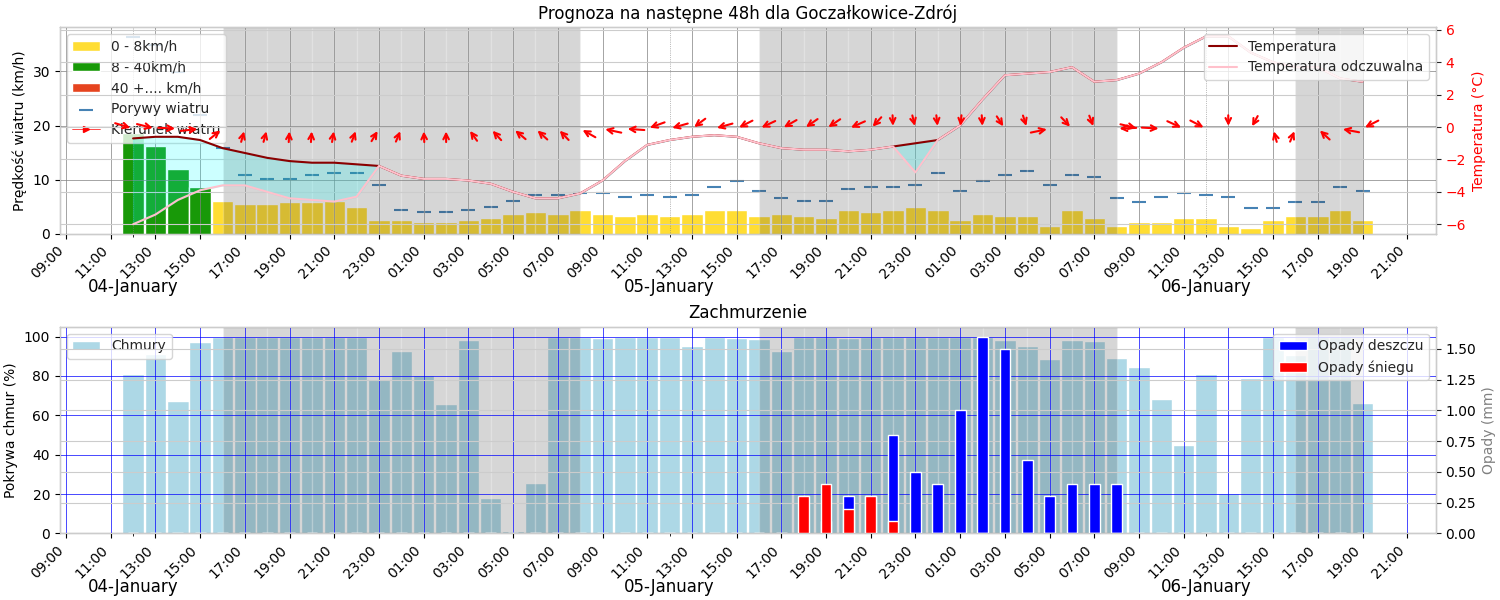 Prognoza na następne 48h dla Goczałkowice-Zdrój
Prędkość wiatru (km/h)
30
20
10
0
0 - 8km/h
8 - 40km/h
40 +.... km/h
Porywy wiatru
Kierunek wiatru
Temperatura
Temperatura odczuwalna
6
4
2
0
−2
−4
−6
Temperatura (°C)
09:00 11:00 13:00 15:00 17:00 19:00 21:00 23:00 01:00 03:00 05:00 07:00 09:00 11:00 13:00 15:00 17:00 19:00 21:00 23:00 01:00 03:00 05:00 07:00 09:00 11:00 13:00 15:00 17:00 19:00 21:00
04-January 05-January 06-January
Zachmurzenie
Pokrywa chmur (%)
100
80
60
40
20
0
Chmury
Opady deszczu
Opady śniegu
1.50
1.25
1.00
0.75
0.50
0.25
0.00
Opady (mm)
09:00 11:00 13:00 15:00 17:00 19:00 21:00 23:00 01:00 03:00 05:00 07:00 09:00 11:00 13:00 15:00 17:00 19:00 21:00 23:00 01:00 03:00 05:00 07:00 09:00 11:00 13:00 15:00 17:00 19:00 21:00
04-January 05-January 06-January